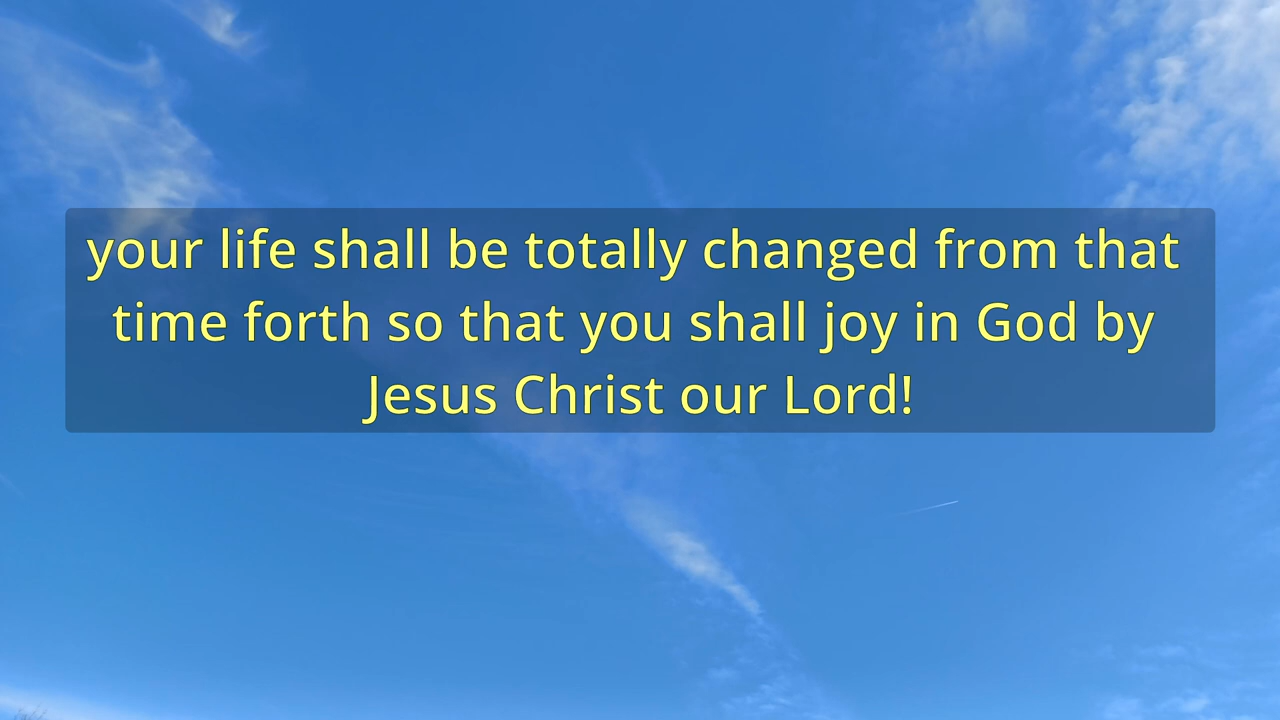 your life shall be totally changed from that
time forth so that you shall joy in God by
Jesus Christ our Lord!